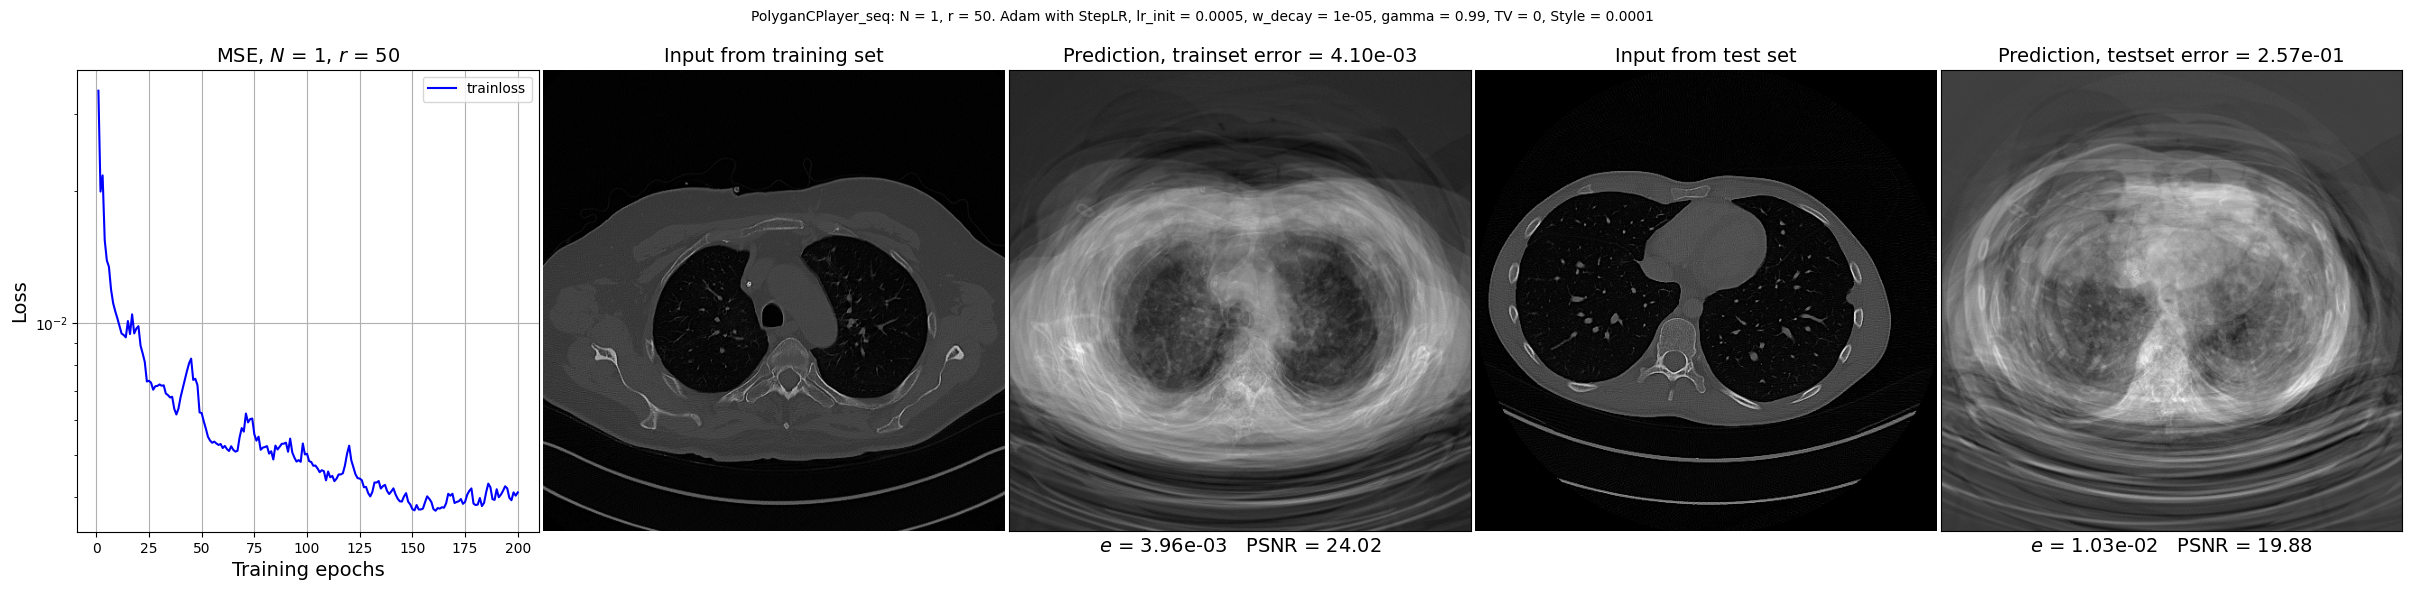 PolyganCPlayer_seq: N = 1, r = 50. Adam with StepLR, lr_init = 0.0005, w_decay = 1e-05, gamma = 0.99, TV = 0, Style = 0.0001
MSE, N = 1, r = 50
trainloss
Loss
10⁻²
0 25 50 75 100 125 150 175 200
Training epochs
Input from training set
Prediction, trainset error = 4.10e-03
e = 3.96e-03 PSNR = 24.02
Input from test set
Prediction, testset error = 2.57e-01
e = 1.03e-02 PSNR = 19.88